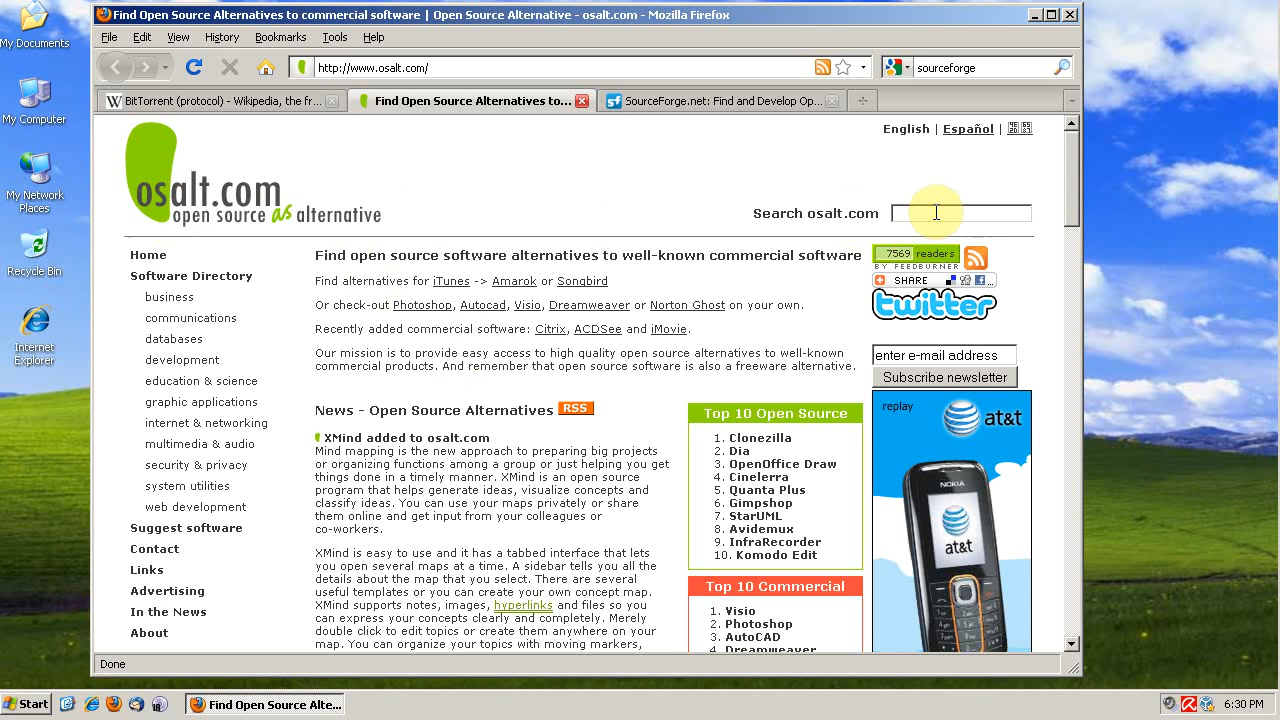 Find Open Source Alternatives to commercial software | Open Source Alternative - osalt.com - Mozilla Firefox
File Edit View History Bookmarks Tools Help
http://www.osalt.com/
sourceforge
BitTorrent (protocol) - Wikipedia, the fr...
Find Open Source Alternatives to...
SourceForge.net: Find and Develop Op...
My Documents
My Computer
My Network Places
Recycle Bin
Internet Explorer
English | Español |
osalt.com
open source as alternative
Search osalt.com
Home
Software Directory
business
communications
databases
development
education & science
graphic applications
internet & networking
multimedia & audio
security & privacy
system utilities
web development
Suggest software
Contact
Links
Advertising
In the News
About
Find open source software alternatives to well-known commercial software
Find alternatives for iTunes -> Amarok or Songbird
Or check-out Photoshop, Autocad, Visio, Dreamweaver or Norton Ghost on your own.
Recently added commercial software: Citrix, ACDSee and iMovie.
Our mission is to provide easy access to high quality open source alternatives to well-known
commercial products. And remember that open source software is also a freeware alternative.
News - Open Source Alternatives RSS
XMind added to osalt.com
Mind mapping is the new approach to preparing big projects
or organizing functions among a group or just helping you get
things done in a timely manner. XMind is an open source
program that helps generate ideas, visualize concepts and
classify ideas. You can use your maps privately or share
them online and get input from your colleagues or
co-workers.
XMind is easy to use and it has a tabbed interface that lets
you open several maps at a time. A sidebar tells you all the
details about the map that you select. There are several
useful templates or you can create your own concept map.
XMind supports notes, images, hyperlinks and files so you
can express your concepts clearly and completely. Merely
double click to edit topics or create them anywhere on your
map. You can organize your topics with moving markers,
Top 10 Open Source
1. Clonezilla
2. Dia
3. OpenOffice Draw
4. Cinelerra
5. Quanta Plus
6. Gimpshop
7. StarUML
8. Avidemux
9. InfraRecorder
10. Komodo Edit
Top 10 Commercial
1. Visio
2. Photoshop
3. AutoCAD
4. Dreamweaver
7569 readers
BY FEEDBURNER
SHARE
twitter
enter e-mail address
Subscribe newsletter
replay
at&t
NOKIA
at&t
Done
Start
Find Open Source Alte...
6:30 PM